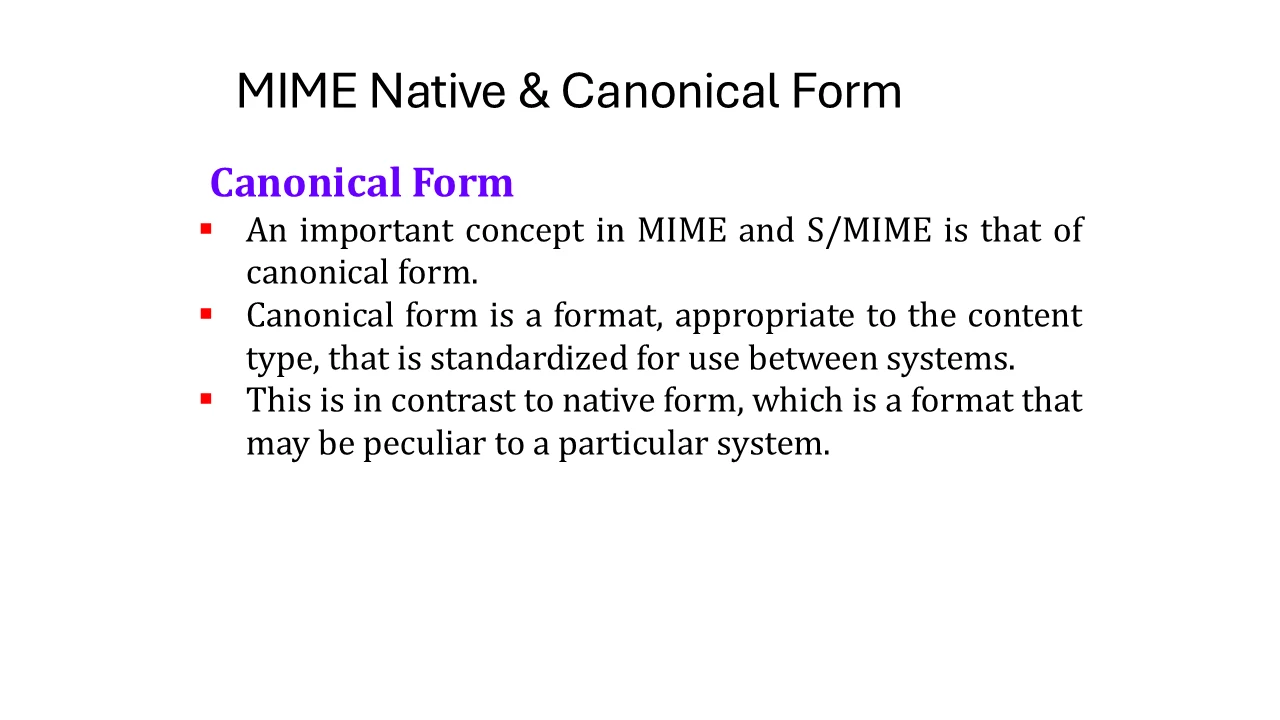 MIME Native & Canonical Form
Canonical Form
▪ An important concept in MIME and S/MIME is that of
canonical form.
▪ Canonical form is a format, appropriate to the content
type, that is standardized for use between systems.
▪ This is in contrast to native form, which is a format that
may be peculiar to a particular system.